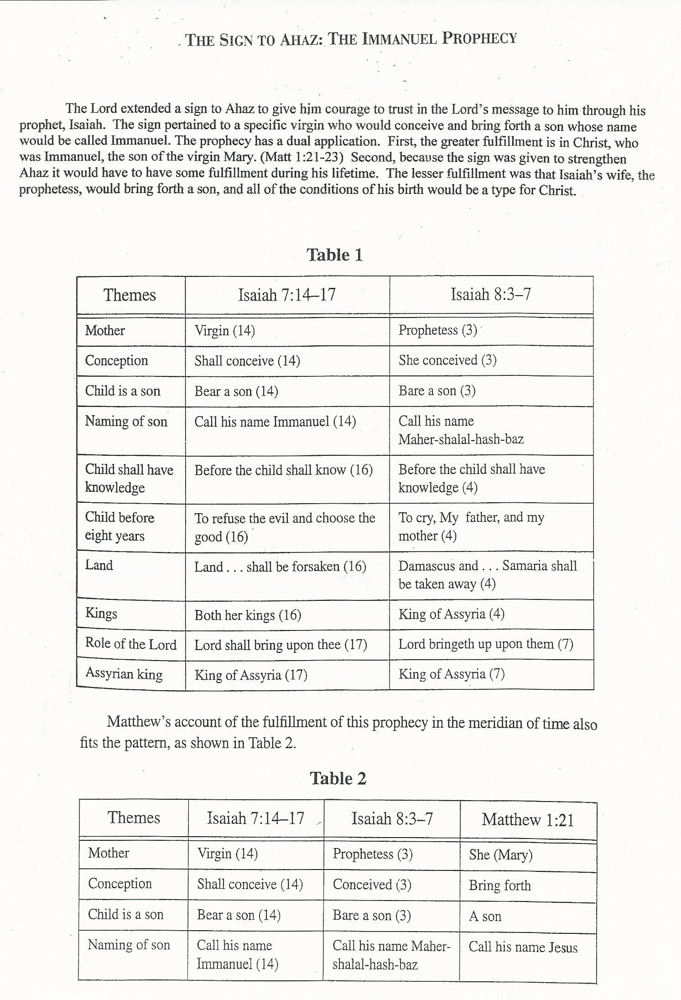 THE SIGN TO AHAZ: THE IMMANUEL PROPHECY
The Lord extended a sign to Ahaz to give him courage to trust in the Lord's message to him through his
prophet, Isaiah. The sign pertained to a specific virgin who would conceive and bring forth a son whose name
would be called Immanuel. The prophecy has a dual application. First, the greater fulfillment is in Christ, who
was Immanuel, the son of the virgin Mary. (Matt 1:21-23) Second, because the sign was given to strengthen
Ahaz it would have to have some fulfillment during his lifetime. The lesser fulfillment was that Isaiah's wife, the
prophetess, would bring forth a son, and all of the conditions of his birth would be a type for Christ.
Table 1
Themes Isaiah 7:14–17 Isaiah 8:3–7
Mother Virgin (14) Prophetess (3)
Conception Shall conceive (14) She conceived (3)
Child is a son Bear a son (14) Bare a son (3)
Naming of son Call his name Immanuel (14) Call his name
Maher-shalal-hash-baz
Child shall have Before the child shall know (16) Before the child shall have
knowledge knowledge (4)
Child before To refuse the evil and choose the To cry, My father, and my
eight years good (16) mother (4)
Land Land . . . shall be forsaken (16) Damascus and . . . Samaria shall
be taken away (4)
Kings Both her kings (16) King of Assyria (4)
Role of the Lord Lord shall bring upon thee (17) Lord bringeth up upon them (7)
Assyrian king King of Assyria (17) King of Assyria (7)
Matthew's account of the fulfillment of this prophecy in the meridian of time also
fits the pattern, as shown in Table 2.
Table 2
Themes Isaiah 7:14–17 Isaiah 8:3–7 Matthew 1:21
Mother Virgin (14) Prophetess (3) She (Mary)
Conception Shall conceive (14) Conceived (3) Bring forth
Child is a son Bear a son (14) Bare a son (3) A son
Naming of son Call his name Call his name Maher- Call his name Jesus
Immanuel (14) shalal-hash-baz